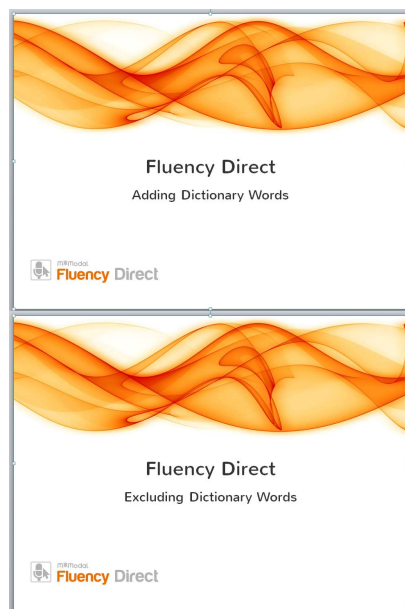 Fluency Direct
Adding Dictionary Words
M*Modal
Fluency Direct
Fluency Direct
Excluding Dictionary Words
M*Modal
Fluency Direct